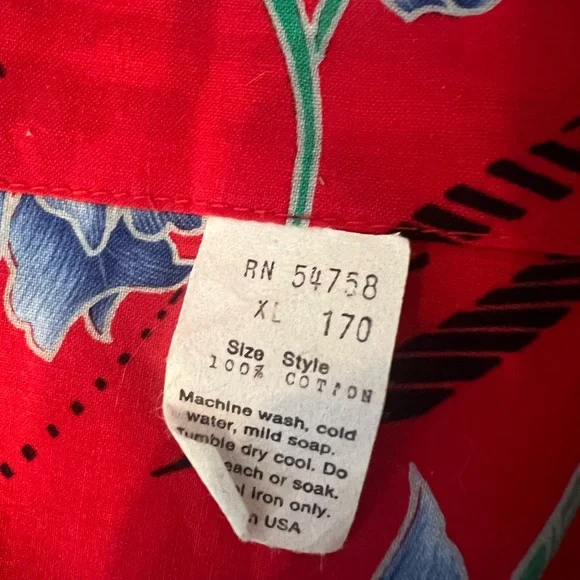 RN 54758
XL 170
Size Style
100% COTTON
Machine wash, cold
water, mild soap.
Tumble dry cool. Do
each or soak.
l iron only.
n USA